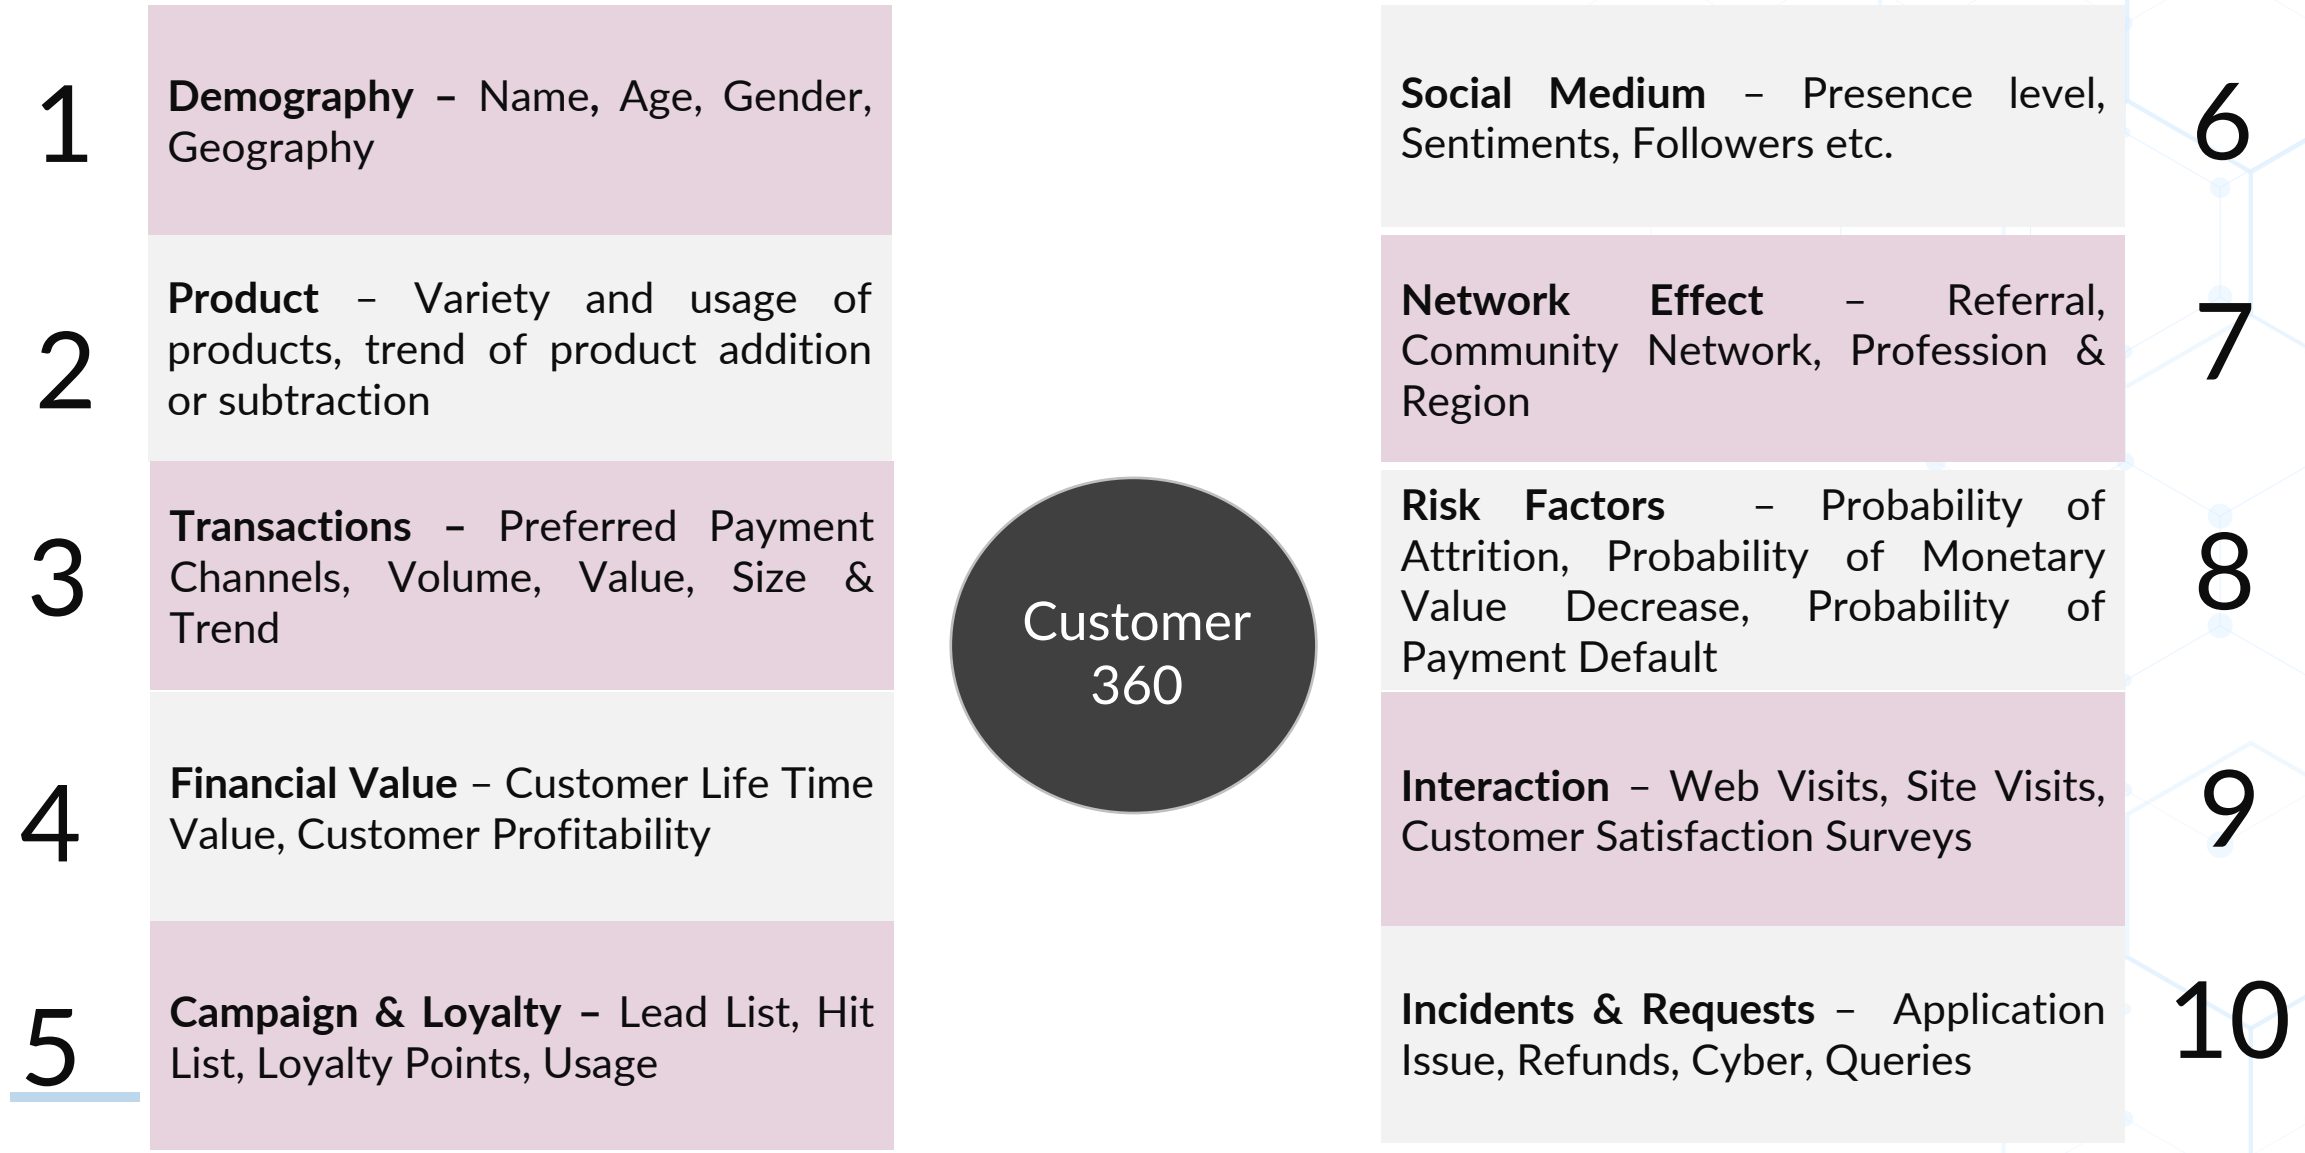 1
Demography – Name, Age, Gender,
Geography
2
Product – Variety and usage of
products, trend of product addition
or subtraction
3
Transactions – Preferred Payment
Channels, Volume, Value, Size &
Trend
4
Financial Value – Customer Life Time
Value, Customer Profitability
5
Campaign & Loyalty – Lead List, Hit
List, Loyalty Points, Usage
Customer
360
Social Medium – Presence level,
Sentiments, Followers etc.
6
Network Effect – Referral,
Community Network, Profession &
Region
7
Risk Factors – Probability of
Attrition, Probability of Monetary
Value Decrease, Probability of
Payment Default
8
Interaction – Web Visits, Site Visits,
Customer Satisfaction Surveys
9
Incidents & Requests – Application
Issue, Refunds, Cyber, Queries
10